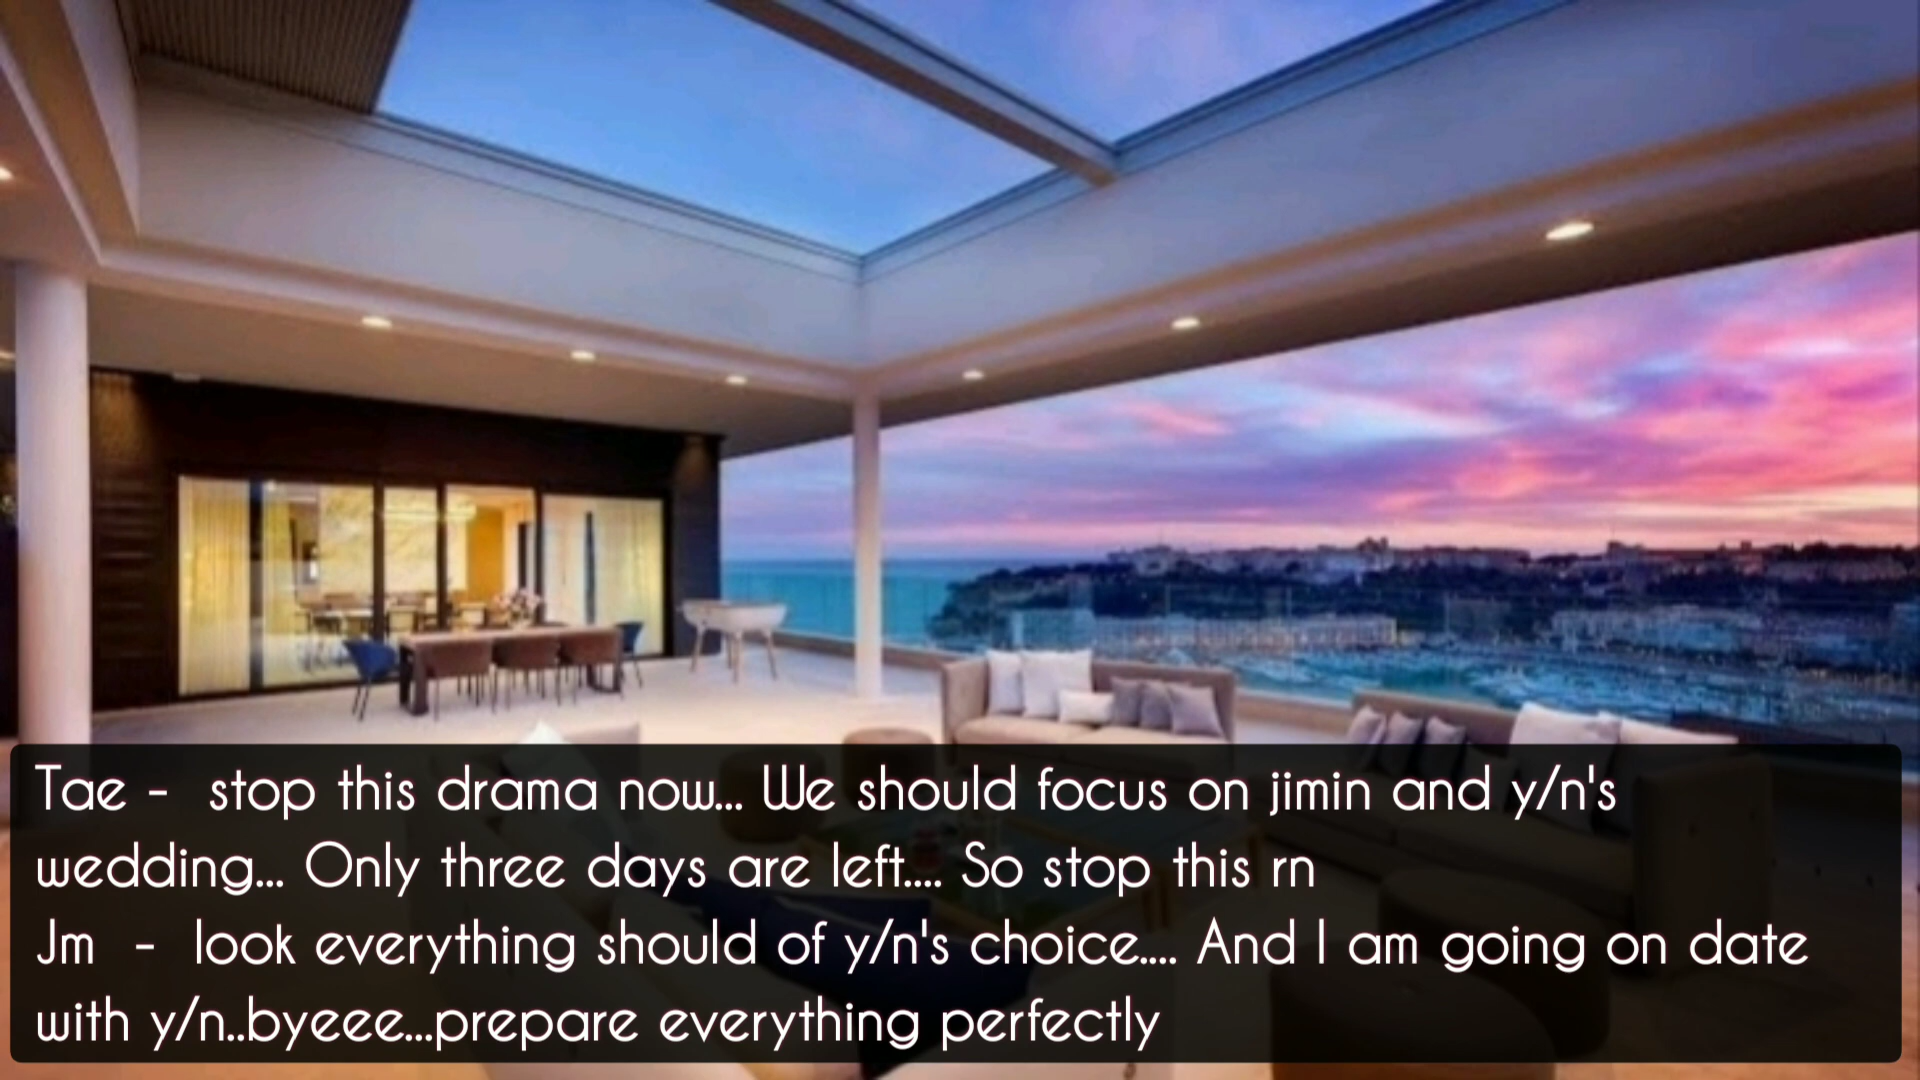 Tae - stop this drama now... We should focus on jimin and y/n's
wedding... Only three days are left.... So stop this rn
Jm - look everything should of y/n's choice.... And I am going on date
with y/n..byeee...prepare everything perfectly